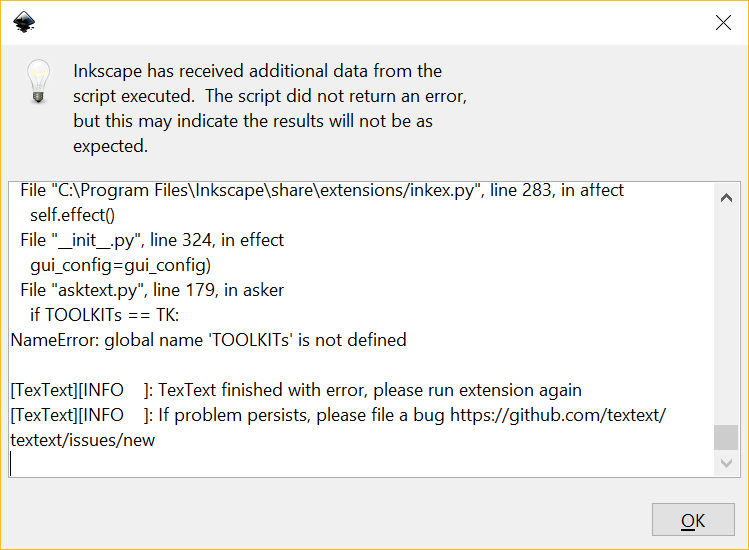 Inkscape has received additional data from the
script executed.  The script did not return an error,
but this may indicate the results will not be as
expected.
File "C:\Program Files\Inkscape\share\extensions/inkex.py", line 283, in affect
self.effect()
File "__init__.py", line 324, in effect
gui_config=gui_config)
File "asktext.py", line 179, in asker
if TOOLKITs == TK:
NameError: global name 'TOOLKITs' is not defined
[TexText][INFO    ]: TexText finished with error, please run extension again
[TexText][INFO    ]: If problem persists, please file a bug https://github.com/textext/
textext/issues/new
OK